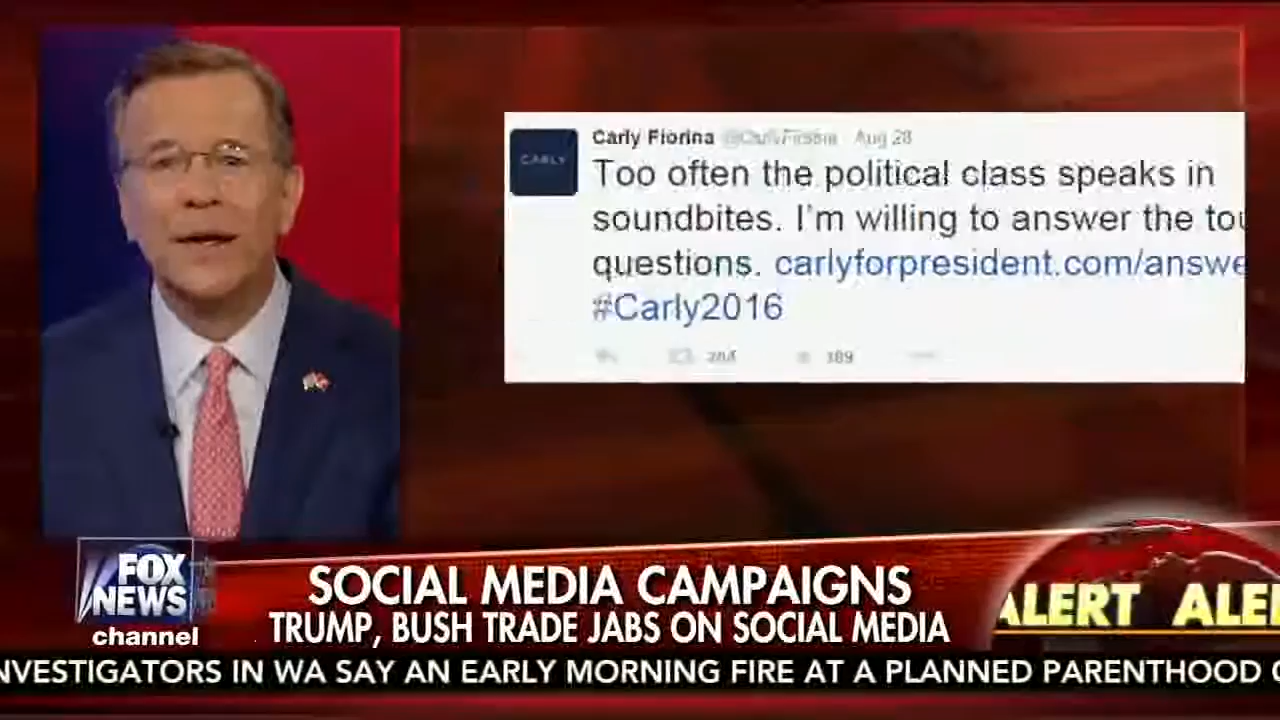 CARLY
Carly Fiorina Aug 28
Too often the political class speaks in
soundbites. I'm willing to answer the tou
questions. carlyforpresident.com/answe
#Carly2016
189
FOX
NEWS
channel
SOCIAL MEDIA CAMPAIGNS
TRUMP, BUSH TRADE JABS ON SOCIAL MEDIA
ALERT ALE
NVESTIGATORS IN WA SAY AN EARLY MORNING FIRE AT A PLANNED PARENTHOOD